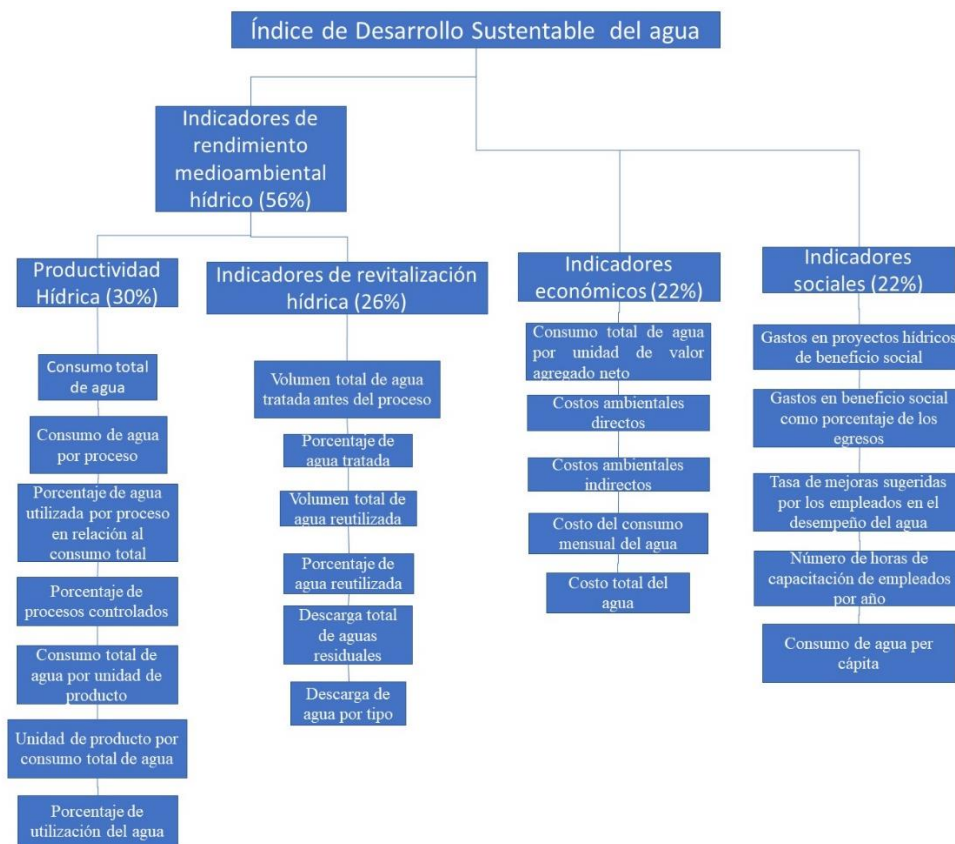 Índice de Desarrollo Sustentable del agua
Indicadores de
rendimiento
medioambiental
hídrico (56%)
Productividad
Hídrica (30%)
Consumo total
de agua
Consumo de agua
por proceso
Porcentaje de agua
utilizada por proceso
en relación al
consumo total
Porcentaje de
procesos controlados
Consumo total de
agua por unidad de
producto
Unidad de producto por
consumo total de agua
Porcentaje de
utilización del agua
Indicadores de revitalización
hídrica (26%)
Volumen total de agua
tratada antes del proceso
Porcentaje de
agua tratada
Volumen total de
agua reutilizada
Porcentaje de
agua reutilizada
Descarga total
de aguas
residuales
Descarga de
agua por tipo
Indicadores
económicos (22%)
Consumo total de agua
por unidad de valor
agregado neto
Costos ambientales
directos
Costos ambientales
indirectos
Costo del consumo
mensual del agua
Costo total del
agua
Indicadores
sociales (22%)
Gastos en proyectos hídricos
de beneficio social
Gastos en beneficio social
como porcentaje de los
egresos
Tasa de mejoras sugeridas
por los empleados en el
desempeño del agua
Número de horas de
capacitación de empleados
por año
Consumo de agua per
cápita